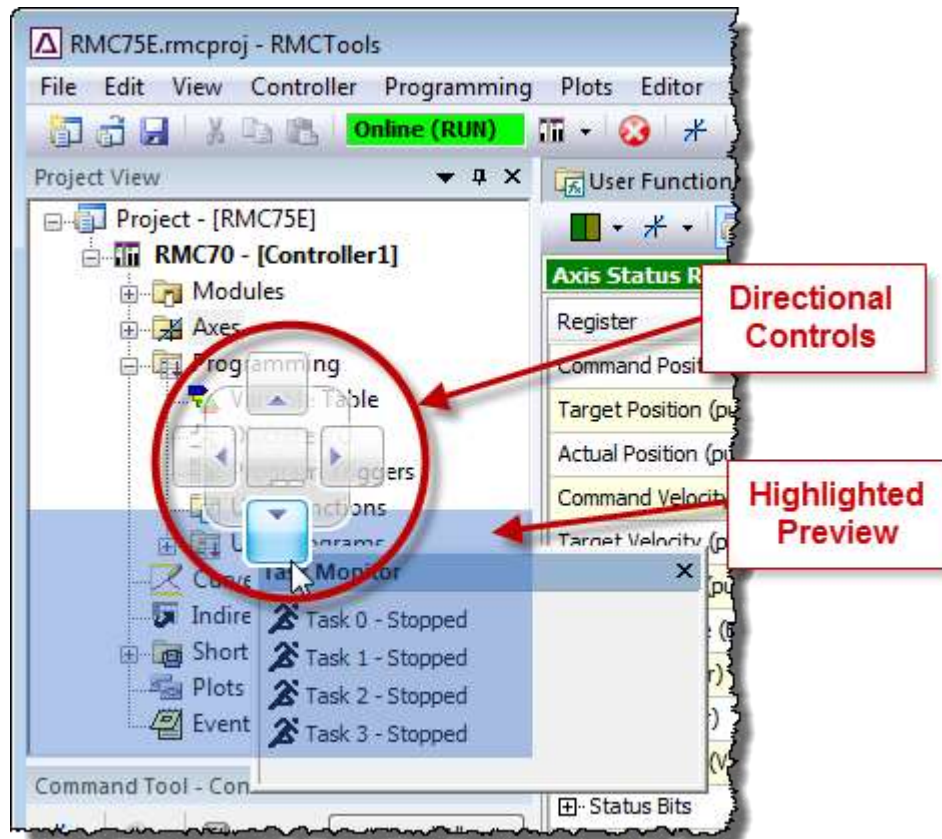 RMC75E.rmcproj - RMCTools
File Edit View Controller Programming Plots Editor
Online (RUN)
Project View
User Function
Project - [RMC75E]
RMC70 - [Controller1]
Axis Status R
Modules
Directional
Controls
Register
Axes
Command Posit
Programming
Table
Target Position (pu
Actual Position (pu
Command Velocity
Highlighted
Preview
Target Velocity (p
Task Monitor
Task 0 - Stopped
Indire
Task 1 - Stopped
Short
Task 2 - Stopped
Plots
Task 3 - Stopped
Event
Command Tool - Con
Status Bits